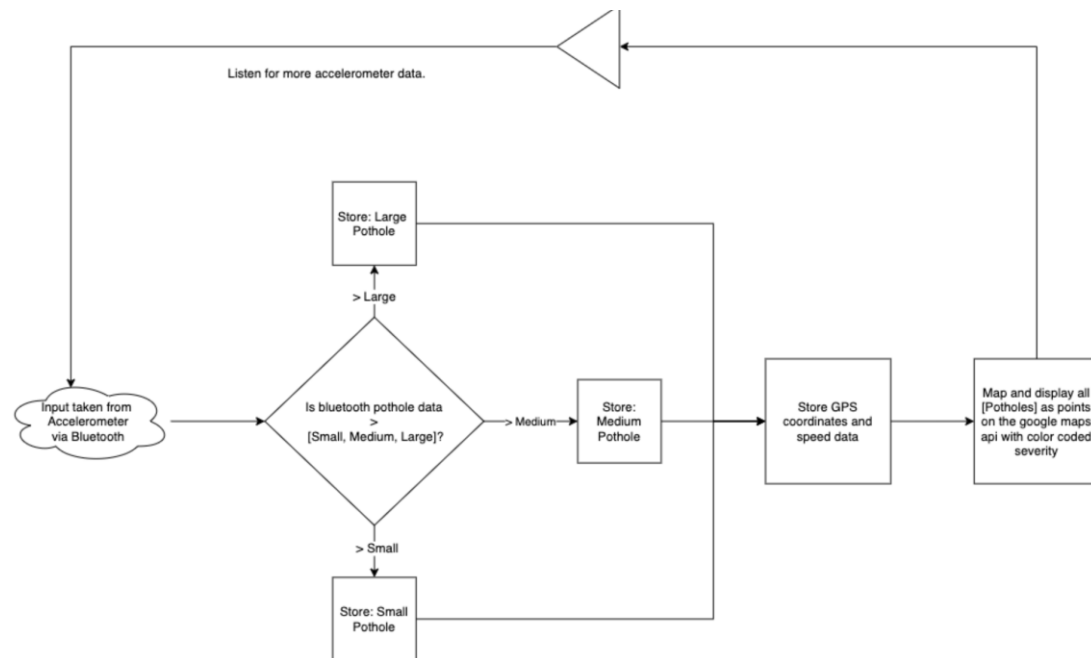 Listen for more accelerometer data.
Store: Large
Pothole
> Large
Input taken from
Accelerometer
via Bluetooth
Is bluetooth pothole data
>
[Small, Medium, Large]?
> Medium
Store:
Medium
Pothole
Store GPS
coordinates and
speed data
Map and display all
[Potholes] as points
on the google maps
api with color coded
severity
> Small
Store: Small
Pothole